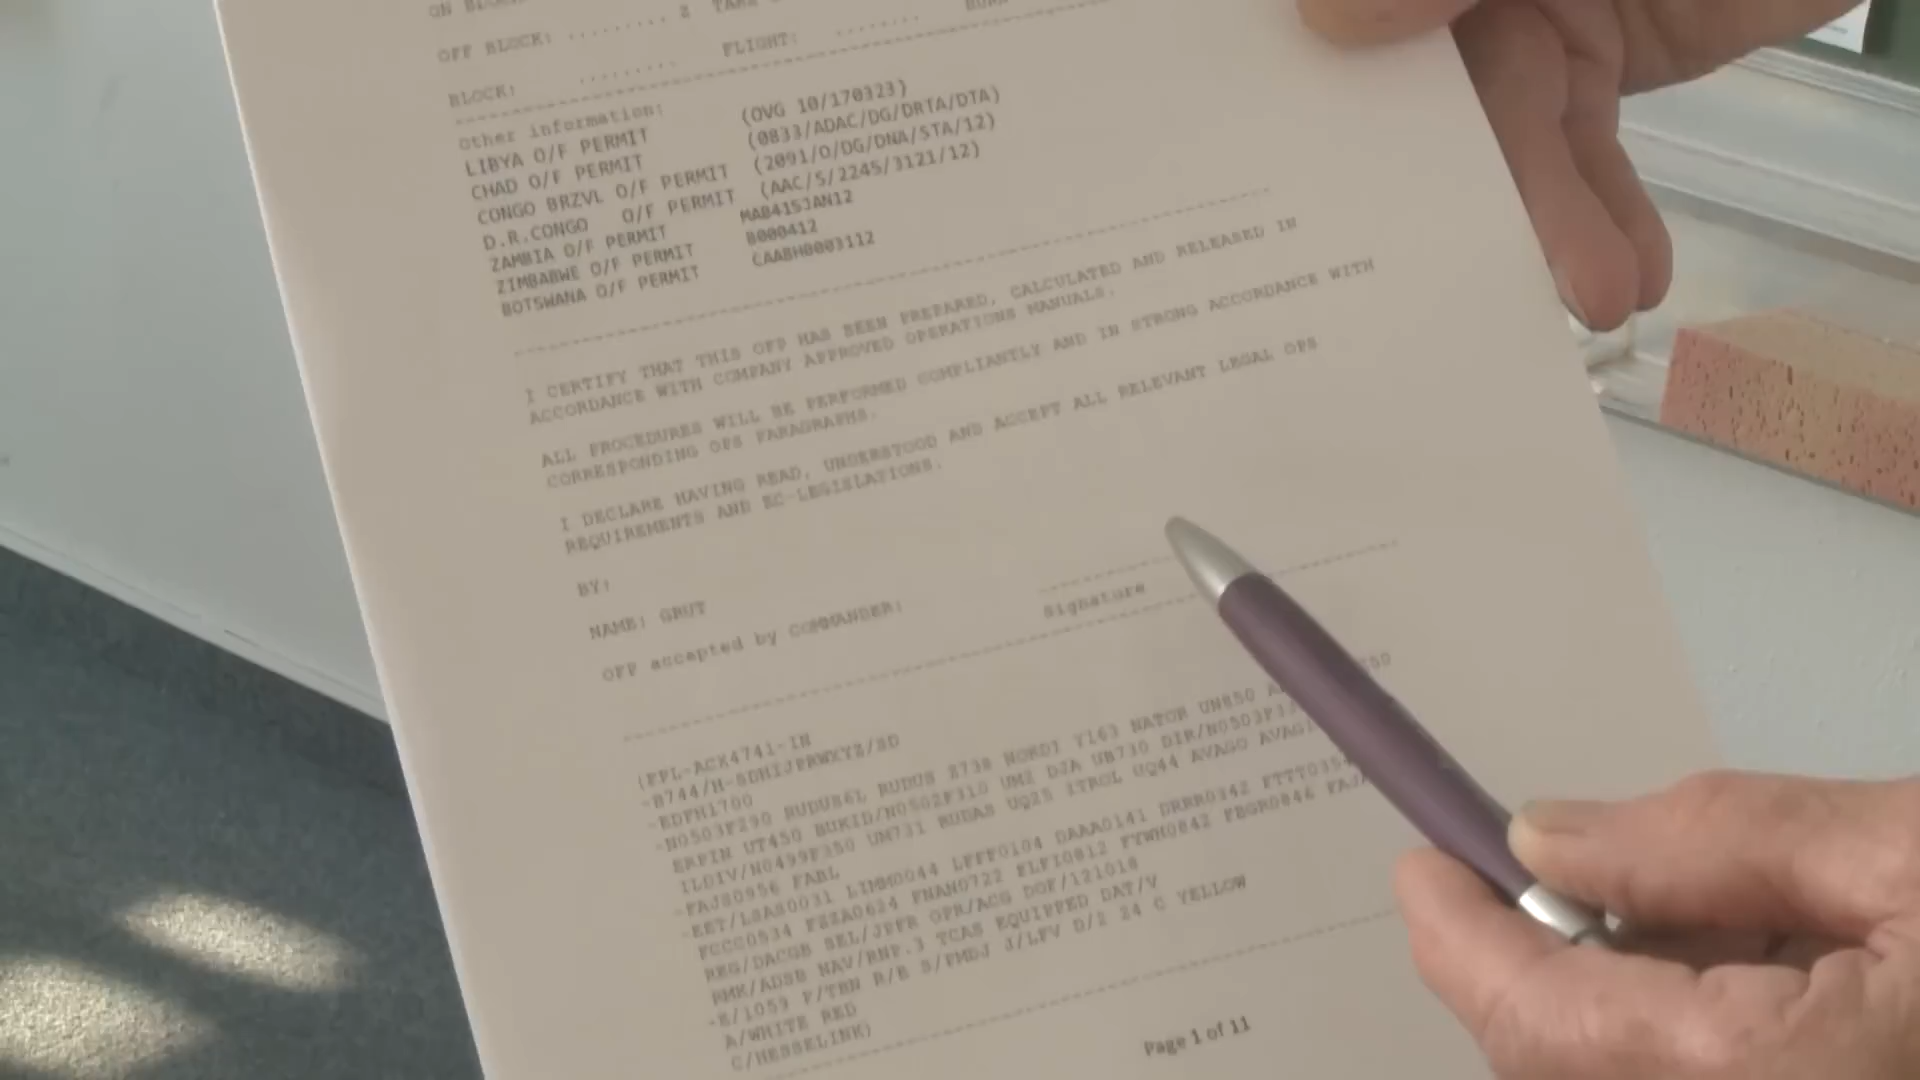 OFF BLOCK: ......... Z
BLOCK: ......... FLIGHT: ........
Other information:
LIBYA O/F PERMIT (OVG 10/170323)
CHAD O/F PERMIT (0833/ADAC/DG/DRTA/DTA)
CONGO BRZVL O/F PERMIT (2091/O/DG/DNA/STA/12)
D.R.CONGO O/F PERMIT (AAC/S/2245/3121/12)
ZAMBIA O/F PERMIT MAB415JAN12
ZIMBABWE O/F PERMIT B000412
BOTSWANA O/F PERMIT CAABH0003112
I CERTIFY THAT THIS OFP HAS BEEN PREPARED, CALCULATED AND RELEASED IN
ACCORDANCE WITH COMPANY APPROVED OPERATIONS MANUALS.
ALL PROCEDURES WILL BE PERFORMED COMPLIANTLY AND IN STRONG ACCORDANCE WITH
CORRESPONDING OPS PARAGRAPHS.
I DECLARE HAVING READ, UNDERSTOOD AND ACCEPT ALL RELEVANT LEGAL OPS
REQUIREMENTS AND EC-LEGISLATIONS.
BY:
NAME: GRUT
OFP accepted by COMMANDER:
Signature
(FPL-ACX4741-IN
-B744/H-SDHIJPRWXYZ/SD
-EDFH1700
-N0503F290 RUDUS6L RUDUS Z738 NORDI Y163 NATOR UN850
ERPIN UT450 BUKID/N0502F310 UM2 DJA UB730 DIR/N0503F3
ILDIV/N0499F350 UM731 RUDAS UQ25 ITROL UQ44 AVAGO
-FAJS0956 FABL
-EET/LSAS0031 LIMM0044 LFFF0104 DAAA0141 DRRR0342 FTTT0354
FCCC0534 FZZA0624 FNAN0722 FLFI0812 FYWH0842 FBGR0846
REG/DACGB SEL/JPFR OPR/ACG DOF/121018
RMK/ADSB NAV/RNP.3 TCAS EQUIPPED DAT/V
-E/1059 P/TBN R/E S/PMDJ J/LFV D/2 24 C YELLOW
A/WHITE RED
C/HESSELINK)
Page 1 of 11